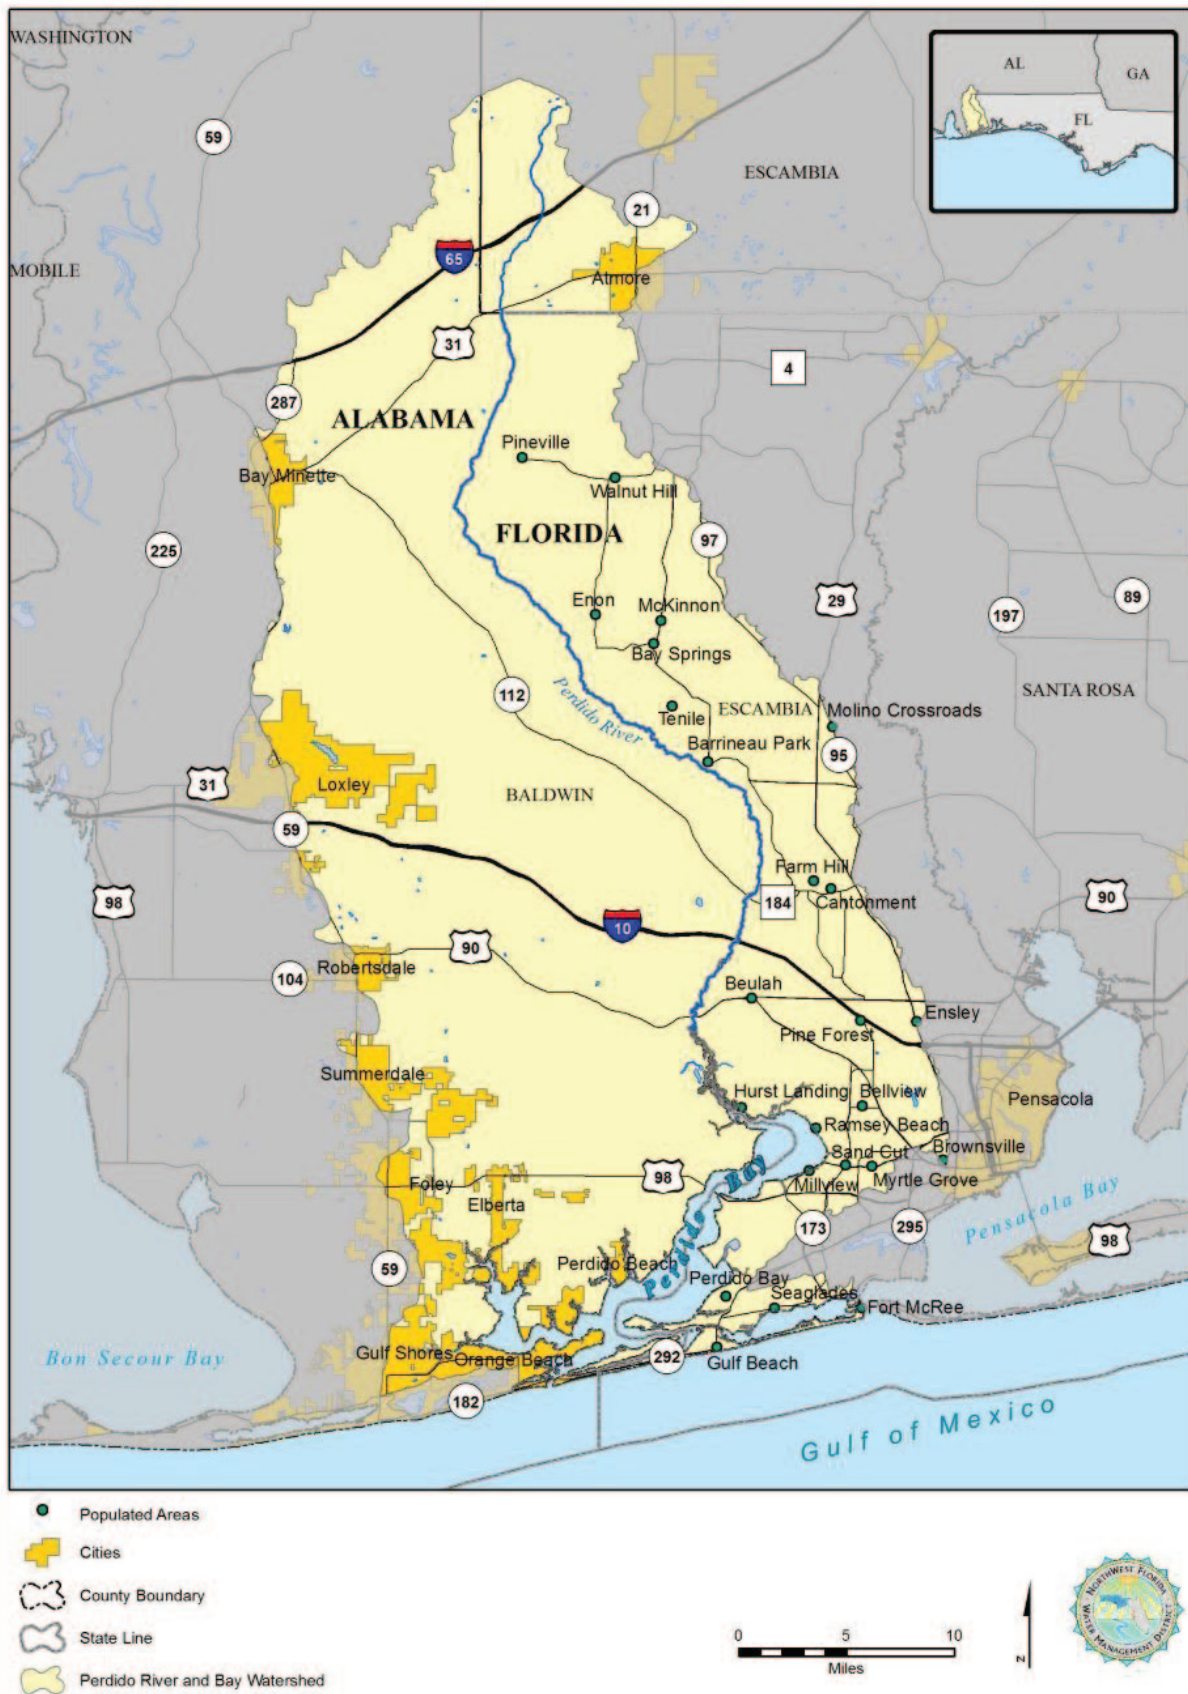 WASHINGTON
AL
GA
FL
59
ESCAMBIA
21
65
MOBILE
Atmore
31
4
287
ALABAMA
Pineville
Bay Minette
Walnut Hill
FLORIDA
97
225
Enon
McKinnon
29
89
197
Bay Springs
112
Perdido River
Tenile
ESCAMBIA
Molino Crossroads
SANTA ROSA
Barrineau Park
95
31
Loxley
BALDWIN
59
Farm Hill
98
184
Cantonment
90
10
90
Robertsdale
104
Beulah
Ensley
Pine Forest
Summerdale
Hurst Landing
Bellview
Pensacola
Ramsey Beach
Sand Cut
Brownsville
98
Millview
Myrtle Grove
Foley
Elberta
Perdido Bay
173
295
Pensacola Bay
98
59
Perdido Beach
Perdido Bay
Seaglades
Fort McRee
Bon Secour Bay
Gulf Shores
Orange Beach
292
Gulf Beach
182
Gulf of Mexico
Populated Areas
Cities
County Boundary
State Line
Perdido River and Bay Watershed
0 5 10
Miles
N
NORTHWEST FLORIDA
WATER MANAGEMENT DISTRICT